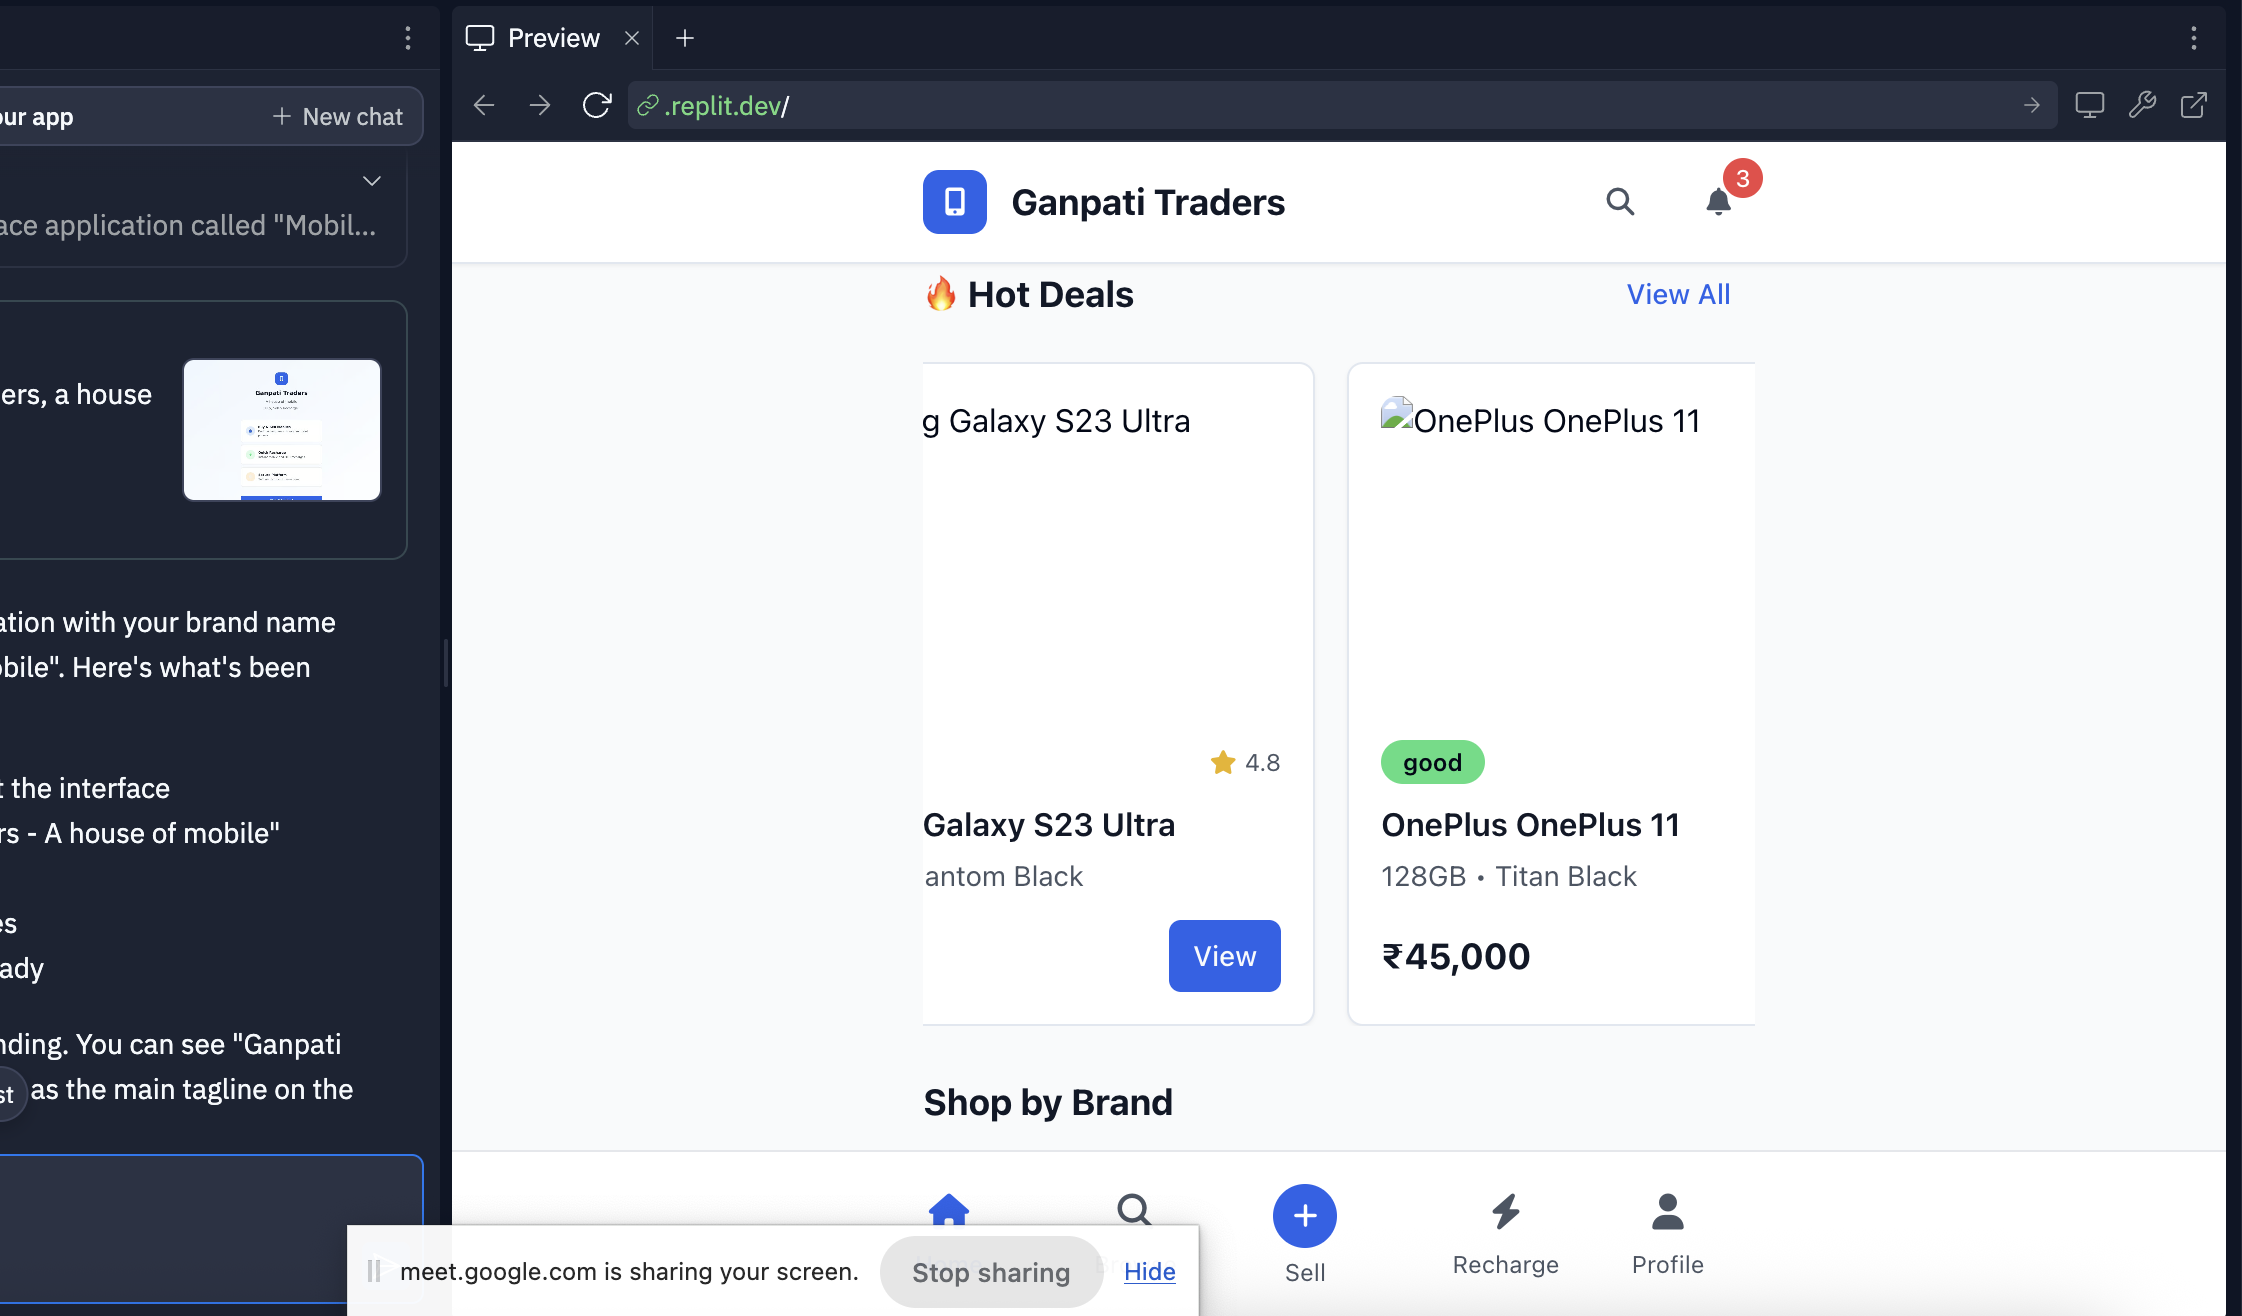 Preview
our app
New chat
.replit.dev/
ace application called "Mobil...
ers, a house
Ganpati Traders
ation with your brand name
obile". Here's what's been
t the interface
rs - A house of mobile"
es
ady
nding. You can see "Ganpati
st as the main tagline on the
Ganpati Traders
3
🔥 Hot Deals
View All
g Galaxy S23 Ultra
OnePlus OnePlus 11
4.8
good
Galaxy S23 Ultra
OnePlus OnePlus 11
antom Black
128GB • Titan Black
View
₹45,000
Shop by Brand
Sell
Recharge
Profile
meet.google.com is sharing your screen.
Stop sharing
Hide